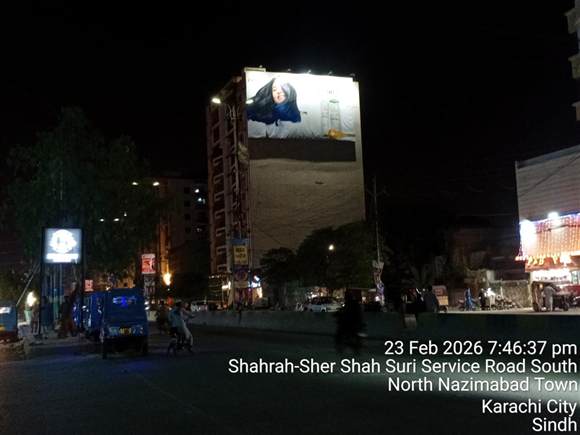 23 Feb 2026 7:46:37 pm
Shahrah-Sher Shah Suri Service Road South
North Nazimabad Town
Karachi City
Sindh